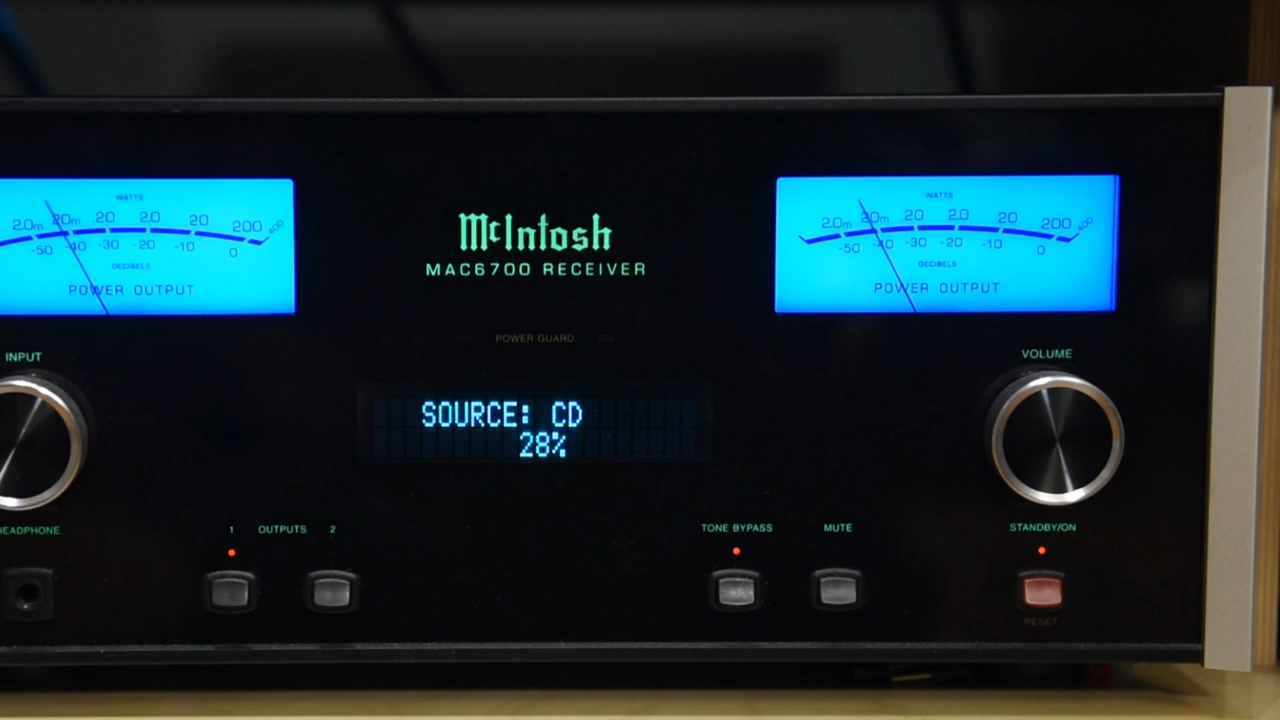 WATTS
2.0m 20m .20 2.0 20 200 400
-50 -40 -30 -20 -10 0
DECIBELS
POWER OUTPUT
McIntosh
MAC6700 RECEIVER
WATTS
2.0m 20m .20 2.0 20 200 400
-50 -40 -30 -20 -10 0
DECIBELS
POWER OUTPUT
POWER GUARD
INPUT
VOLUME
SOURCE: CD
28%
HEADPHONE
1 OUTPUTS 2
TONE BYPASS
MUTE
STANDBY/ON
RESET